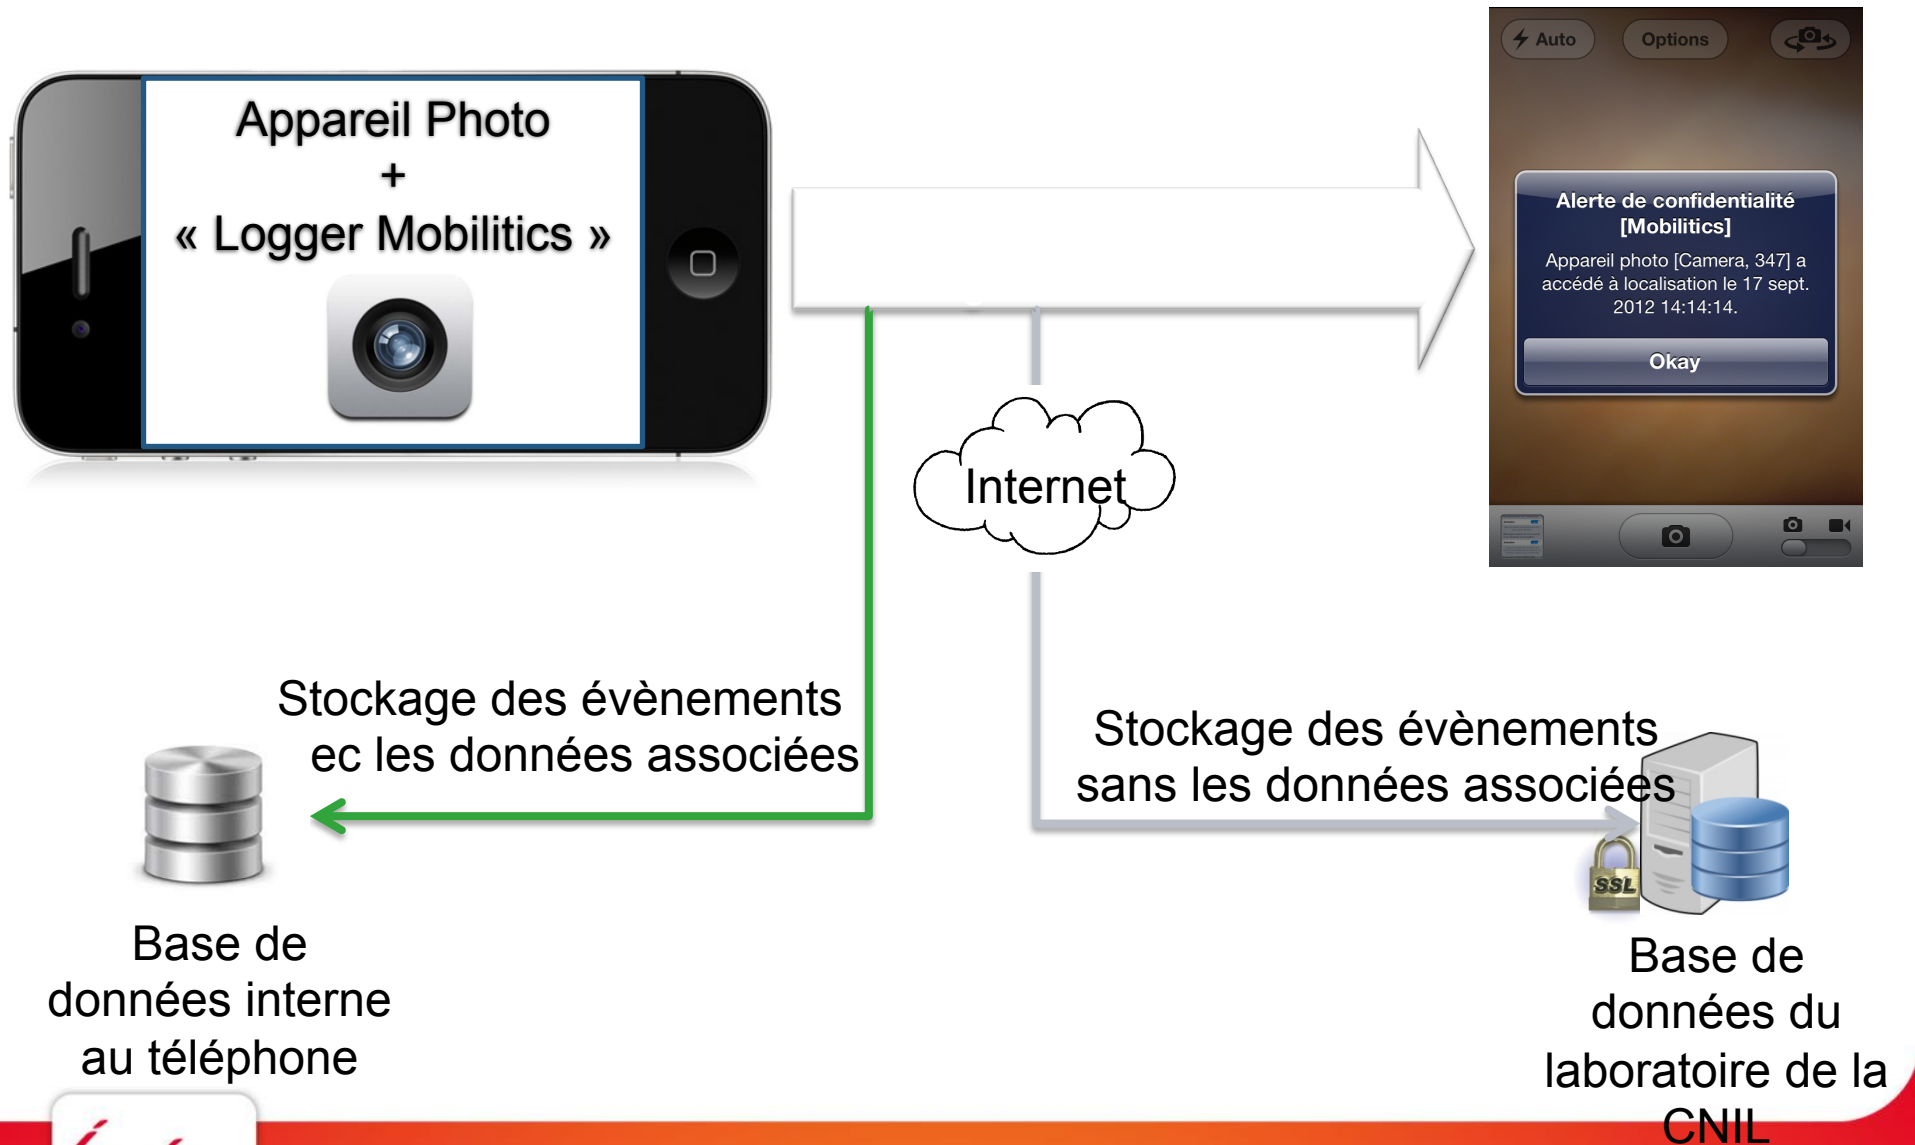 Appareil Photo
+
« Logger Mobilitics »
Auto
Options
Alerte de confidentialité
[Mobilitics]
Appareil photo [Camera, 347] a
accédé à localisation le 17 sept.
2012 14:14:14.
Okay
Internet
Stockage des évènements
ec les données associées
Stockage des évènements
sans les données associées
SSL
Base de
données interne
au téléphone
Base de
données du
laboratoire de la
CNIL